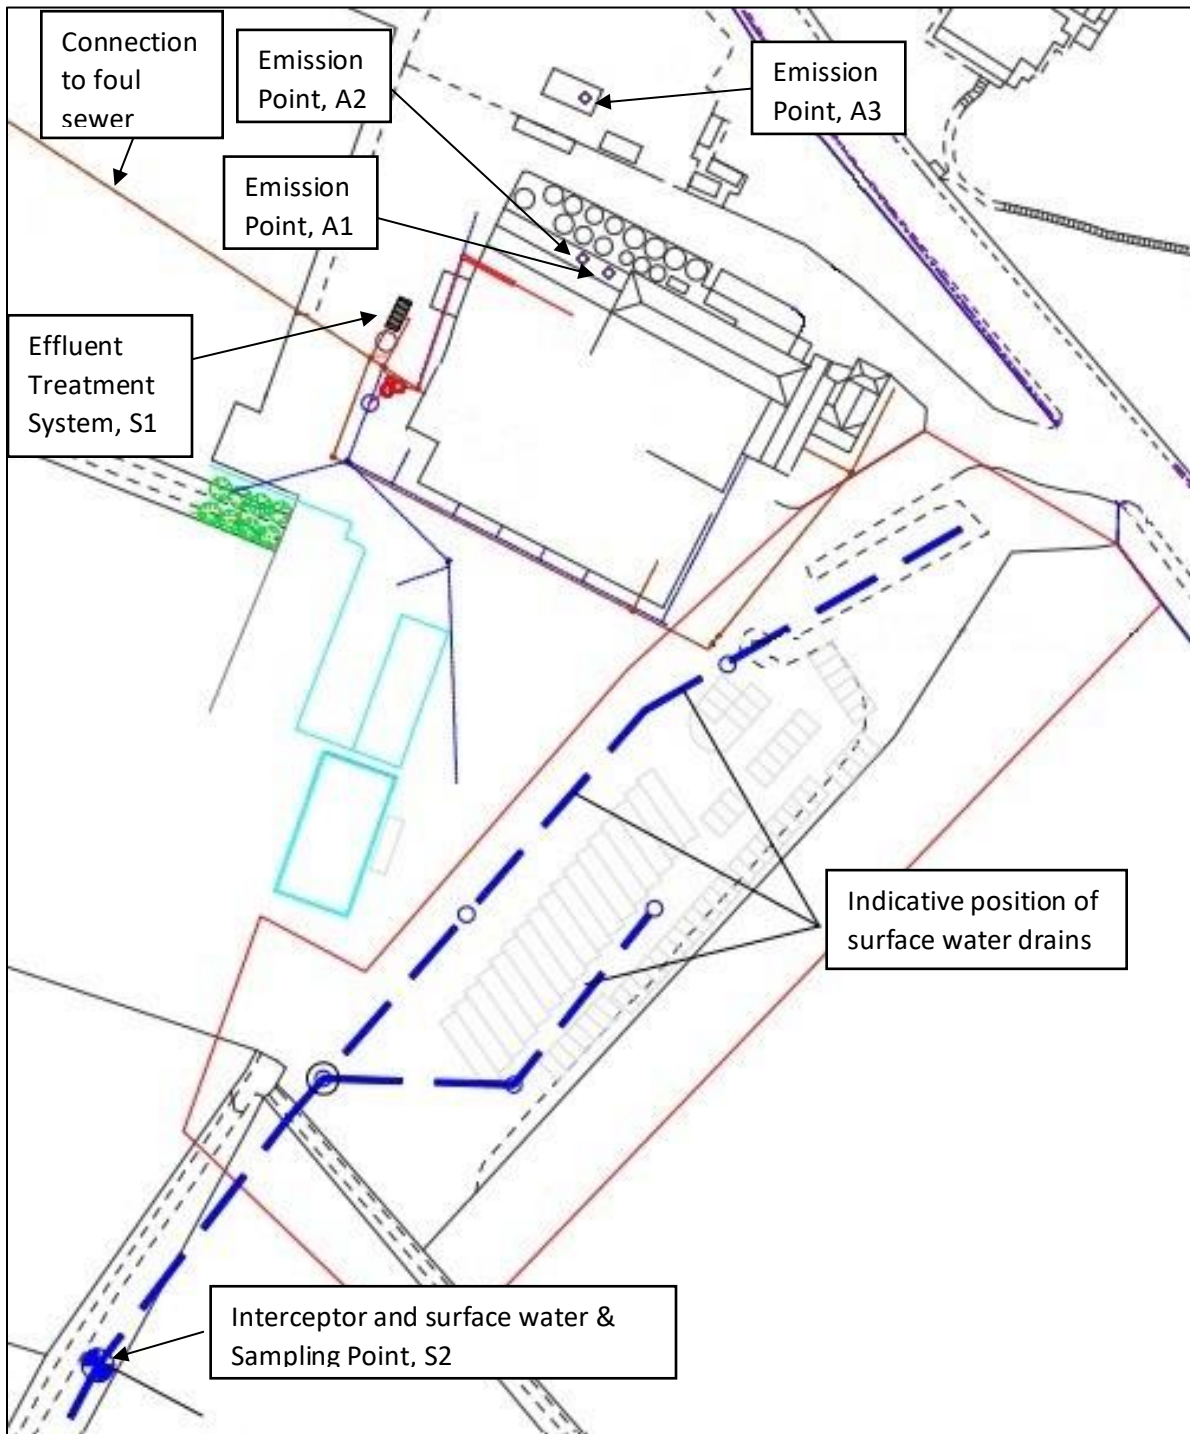 Connection
to foul
sewer
Emission
Point, A2
Emission
Point, A3
Emission
Point, A1
Effluent
Treatment
System, S1
Indicative position of
surface water drains
Interceptor and surface water &
Sampling Point, S2